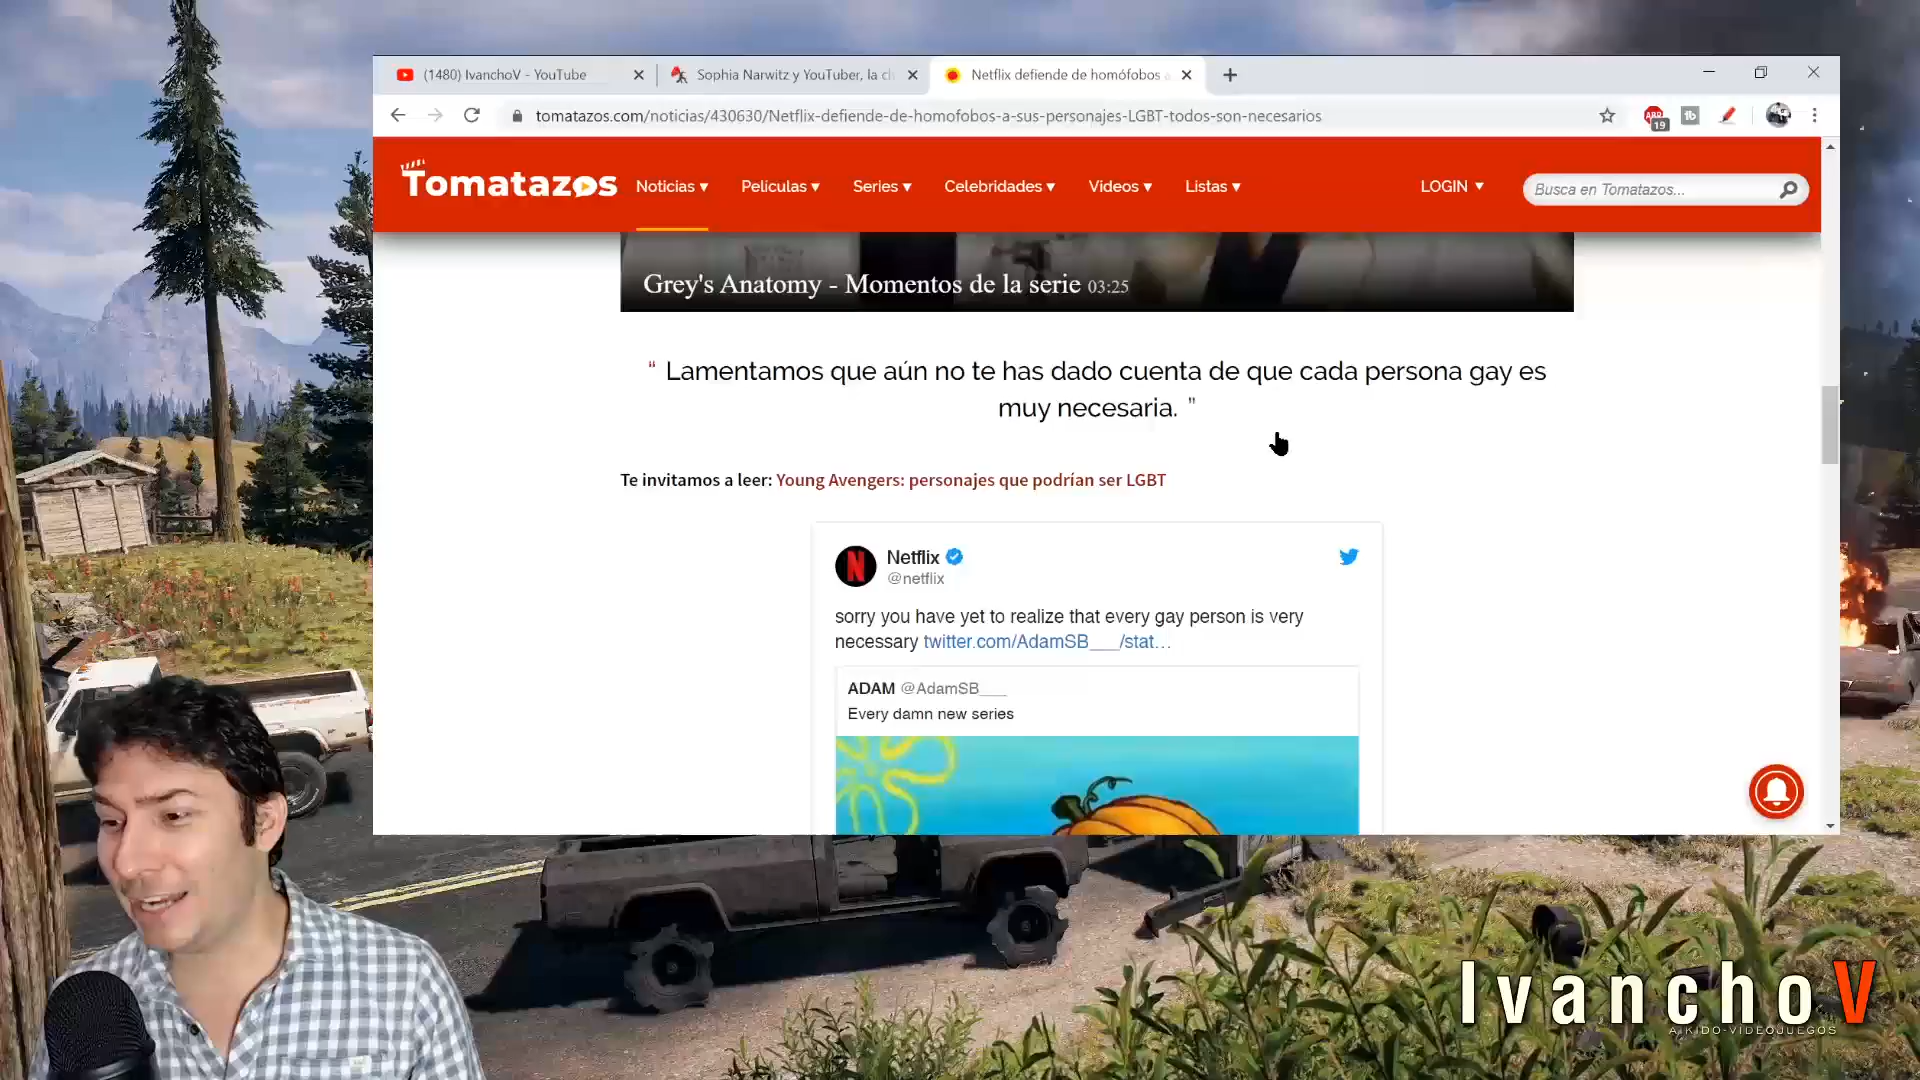 (1480) IvanchoV - YouTube
Sophia Narwitz y YouTuber, la c
Netflix defiende de homófobos a
tomatazos.com/noticias/430630/Netflix-defiende-de-homofobos-a-sus-personajes-LGBT-todos-son-necesarios
ABP
19
tb
Tomatazos
Noticias ▾
Películas ▾
Series ▾
Celebridades ▾
Videos ▾
Listas ▾
LOGIN ▾
Busca en Tomatazos...
Grey's Anatomy - Momentos de la serie 03:25
“ Lamentamos que aún no te has dado cuenta de que cada persona gay es
muy necesaria. ”
Te invitamos a leer: Young Avengers: personajes que podrían ser LGBT
N
Netflix
@netflix
sorry you have yet to realize that every gay person is very
necessary twitter.com/AdamSB___/stat…
ADAM @AdamSB___
Every damn new series
IvanchoV
AIKIDO-VIDEOJUEGOS